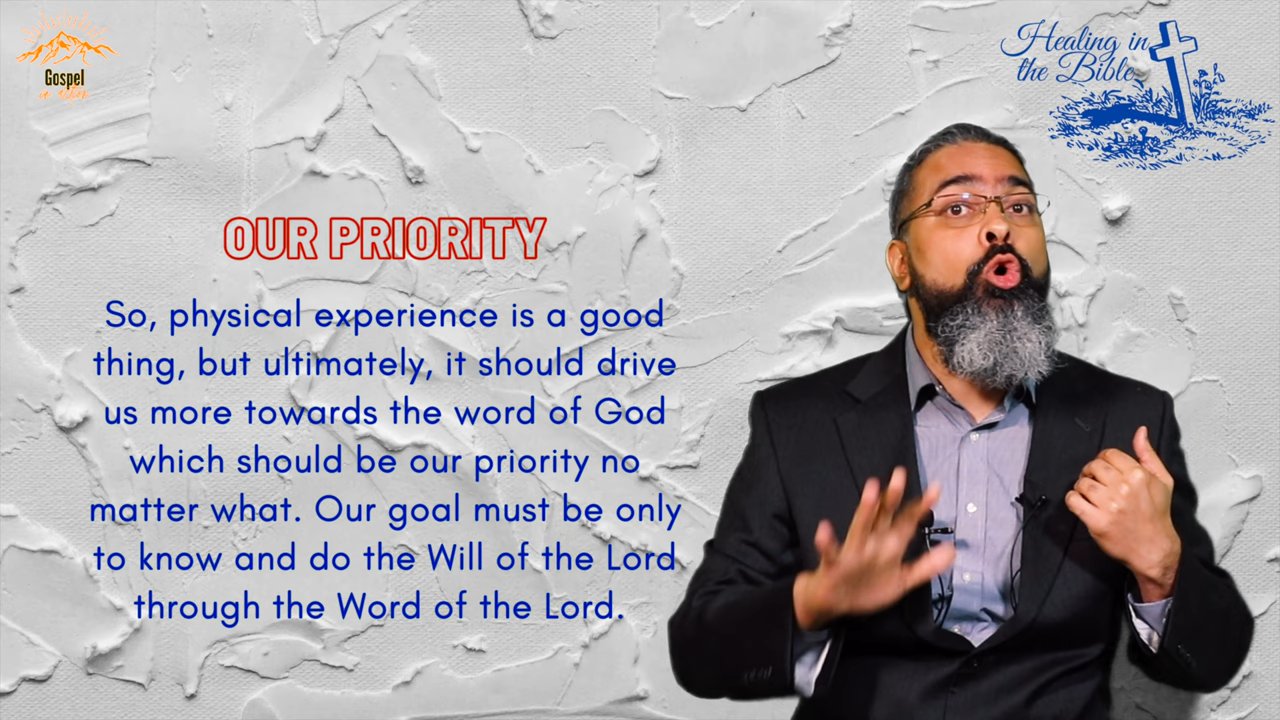 Gospel
in action
Healing in
the Bible
OUR PRIORITY
So, physical experience is a good
thing, but ultimately, it should drive
us more towards the word of God
which should be our priority no
matter what. Our goal must be only
to know and do the Will of the Lord
through the Word of the Lord.